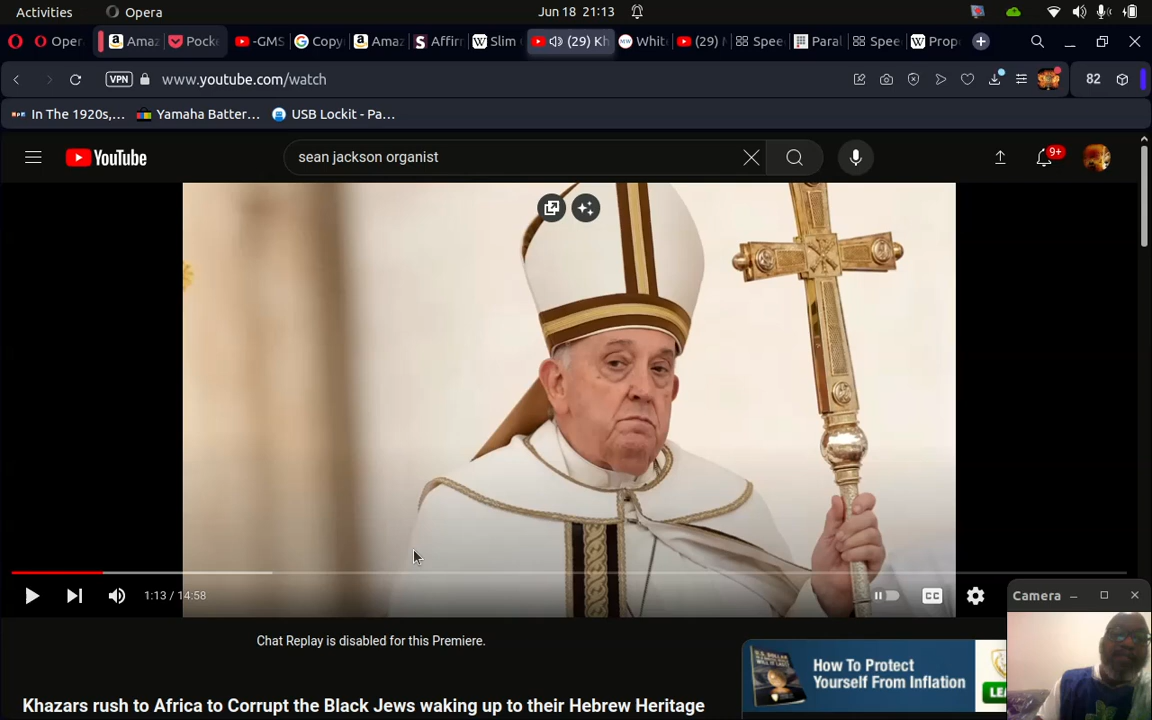 Activities
Opera
Jun 18 21:13
Oper
Amaz
Pock
-GMS
Copy
Amaz
Affir
Slim
(29) Kh
Whit
(29)
Spee
Paral
Spee
Prop
VPN
www.youtube.com/watch
82
In The 1920s,...
Yamaha Batter...
USB Lockit - Pa...
YouTube
sean jackson organist
9+
1:13 / 14:58
CC
Camera
Chat Replay is disabled for this Premiere.
How To Protect
Yourself From Inflation
Khazars rush to Africa to Corrupt the Black Jews waking up to their Hebrew Heritage